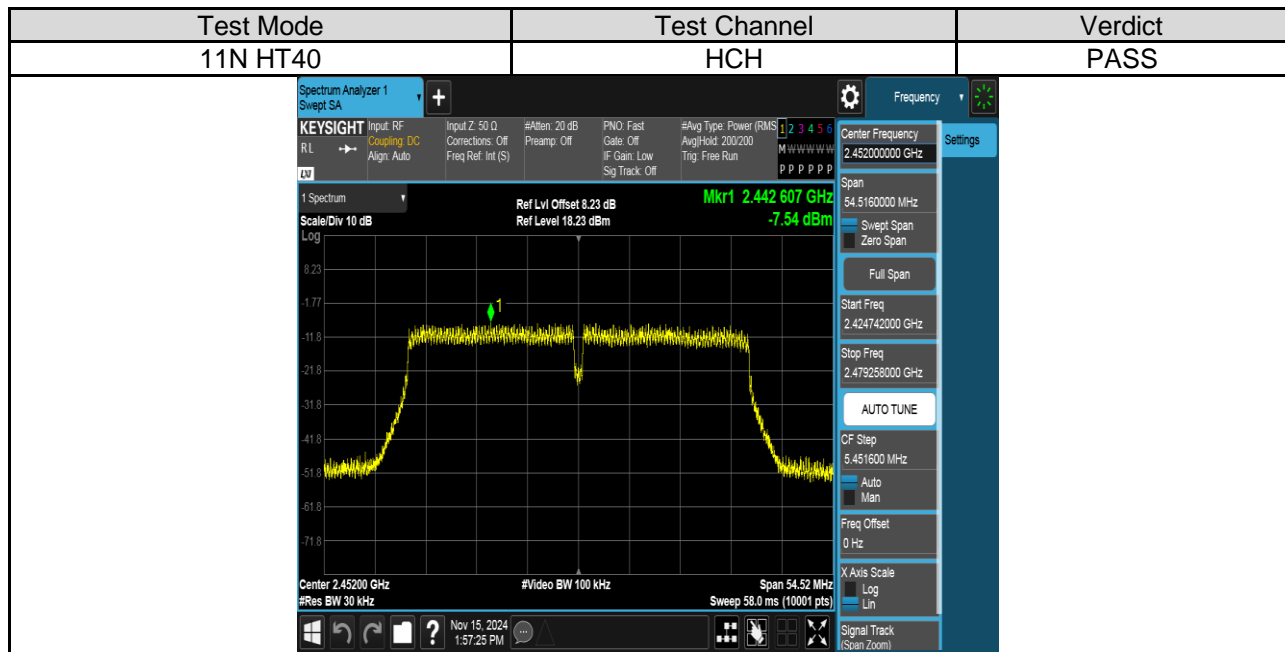 Test Mode Test Channel Verdict
11N HT40 HCH PASS
Spectrum Analyzer 1
Swept SA
+
Frequency
KEYSIGHT
RL
LXI
Input: RF
Coupling: DC
Align: Auto
Input Z: 50 Ω
Corrections: Off
Freq Ref: Int (S)
#Atten: 20 dB
Preamp: Off
PNO: Fast
Gate: Off
IF Gain: Low
Sig Track: Off
#Avg Type: Power (RMS
Avg|Hold: 200/200
Trig: Free Run
1 2 3 4 5 6
M W W W W W
P P P P P P
Settings
Center Frequency
2.452000000 GHz
Span
54.5160000 MHz
Swept Span
Zero Span
Full Span
Start Freq
2.424742000 GHz
Stop Freq
2.479258000 GHz
AUTO TUNE
CF Step
5.451600 MHz
Auto
Man
Freq Offset
0 Hz
X Axis Scale
Log
Lin
Signal Track
(Span Zoom)
1 Spectrum
Scale/Div 10 dB
Ref Lvl Offset 8.23 dB
Ref Level 18.23 dBm
Mkr1 2.442 607 GHz
-7.54 dBm
Log
8.23
-1.77
1
-11.8
-21.8
-31.8
-41.8
-51.8
-61.8
-71.8
Center 2.45200 GHz #Video BW 100 kHz Span 54.52 MHz
#Res BW 30 kHz Sweep 58.0 ms (10001 pts)
?
Nov 15, 2024
1:57:25 PM